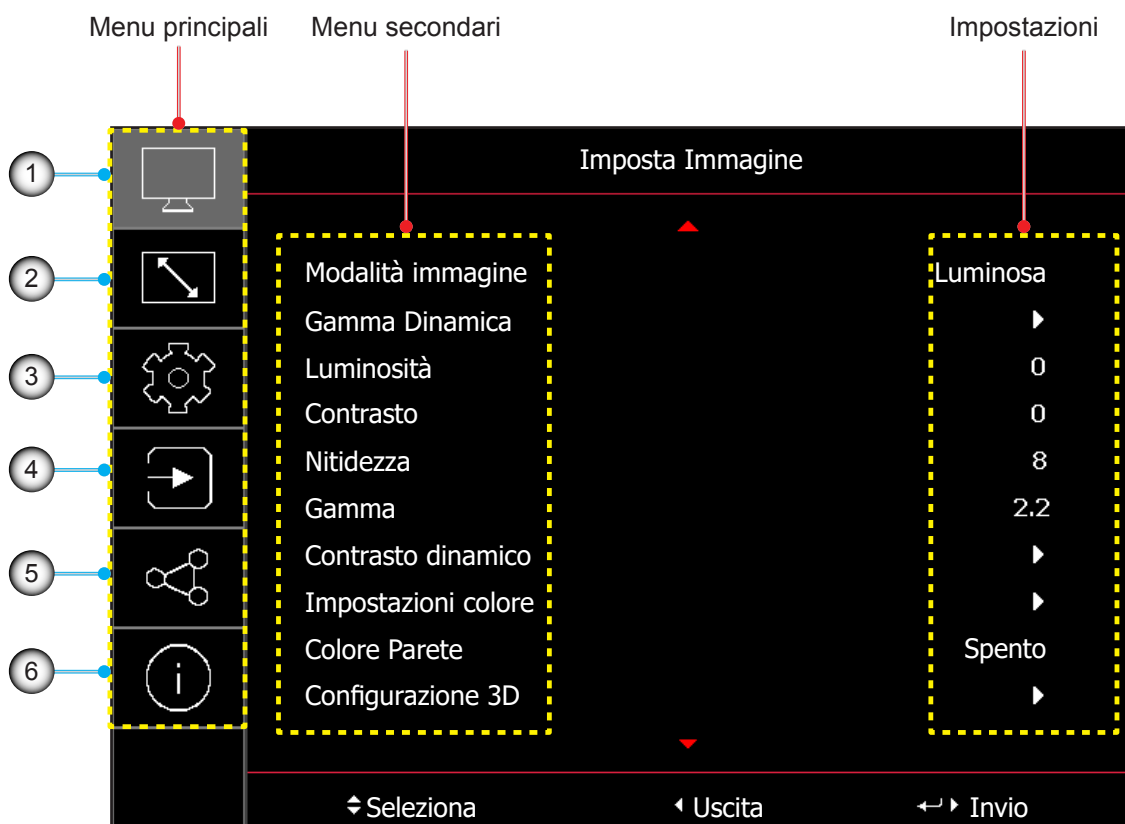 Menu principali Menu secondari Impostazioni
Imposta Immagine
1
2
3
4
5
6
Modalità immagine Luminosa
Gamma Dinamica
Luminosità 0
Contrasto 0
Nitidezza 8
Gamma 2.2
Contrasto dinamico
Impostazioni colore
Colore Parete Spento
Configurazione 3D
i
Seleziona Uscita Invio